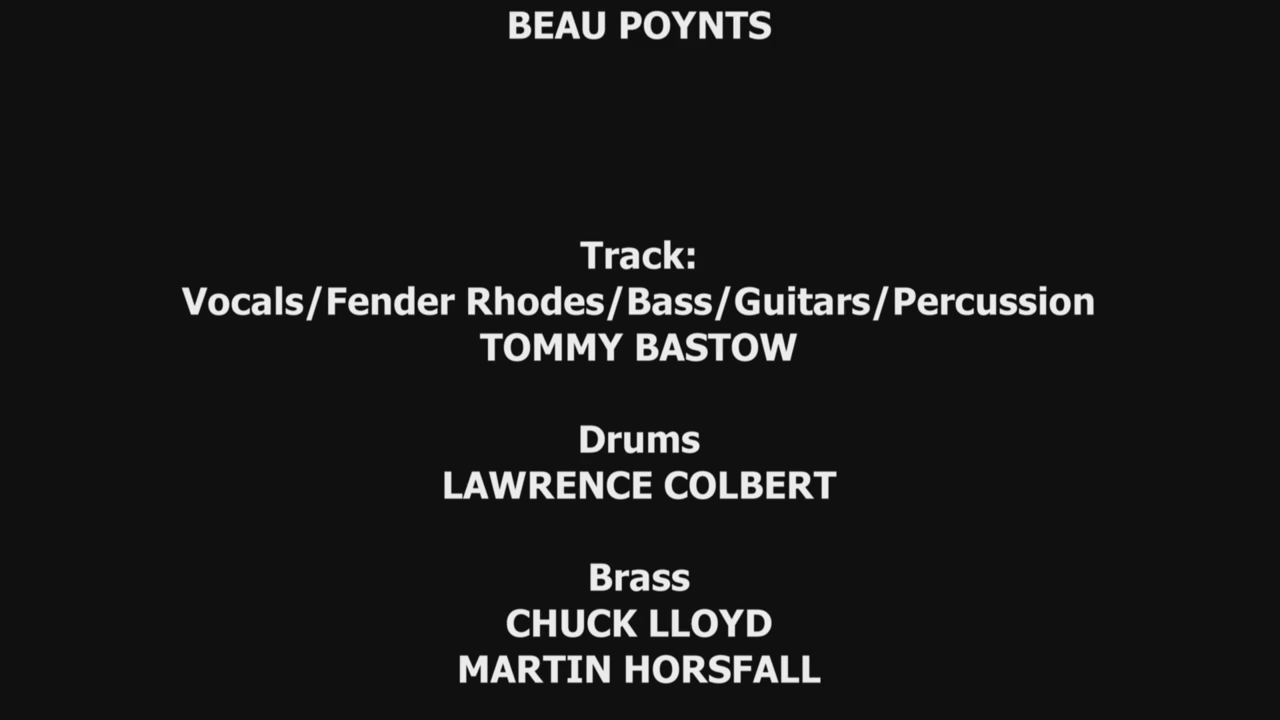 BEAU POYNTS
Track:
Vocals/Fender Rhodes/Bass/Guitars/Percussion
TOMMY BASTOW
Drums
LAWRENCE COLBERT
Brass
CHUCK LLOYD
MARTIN HORSFALL